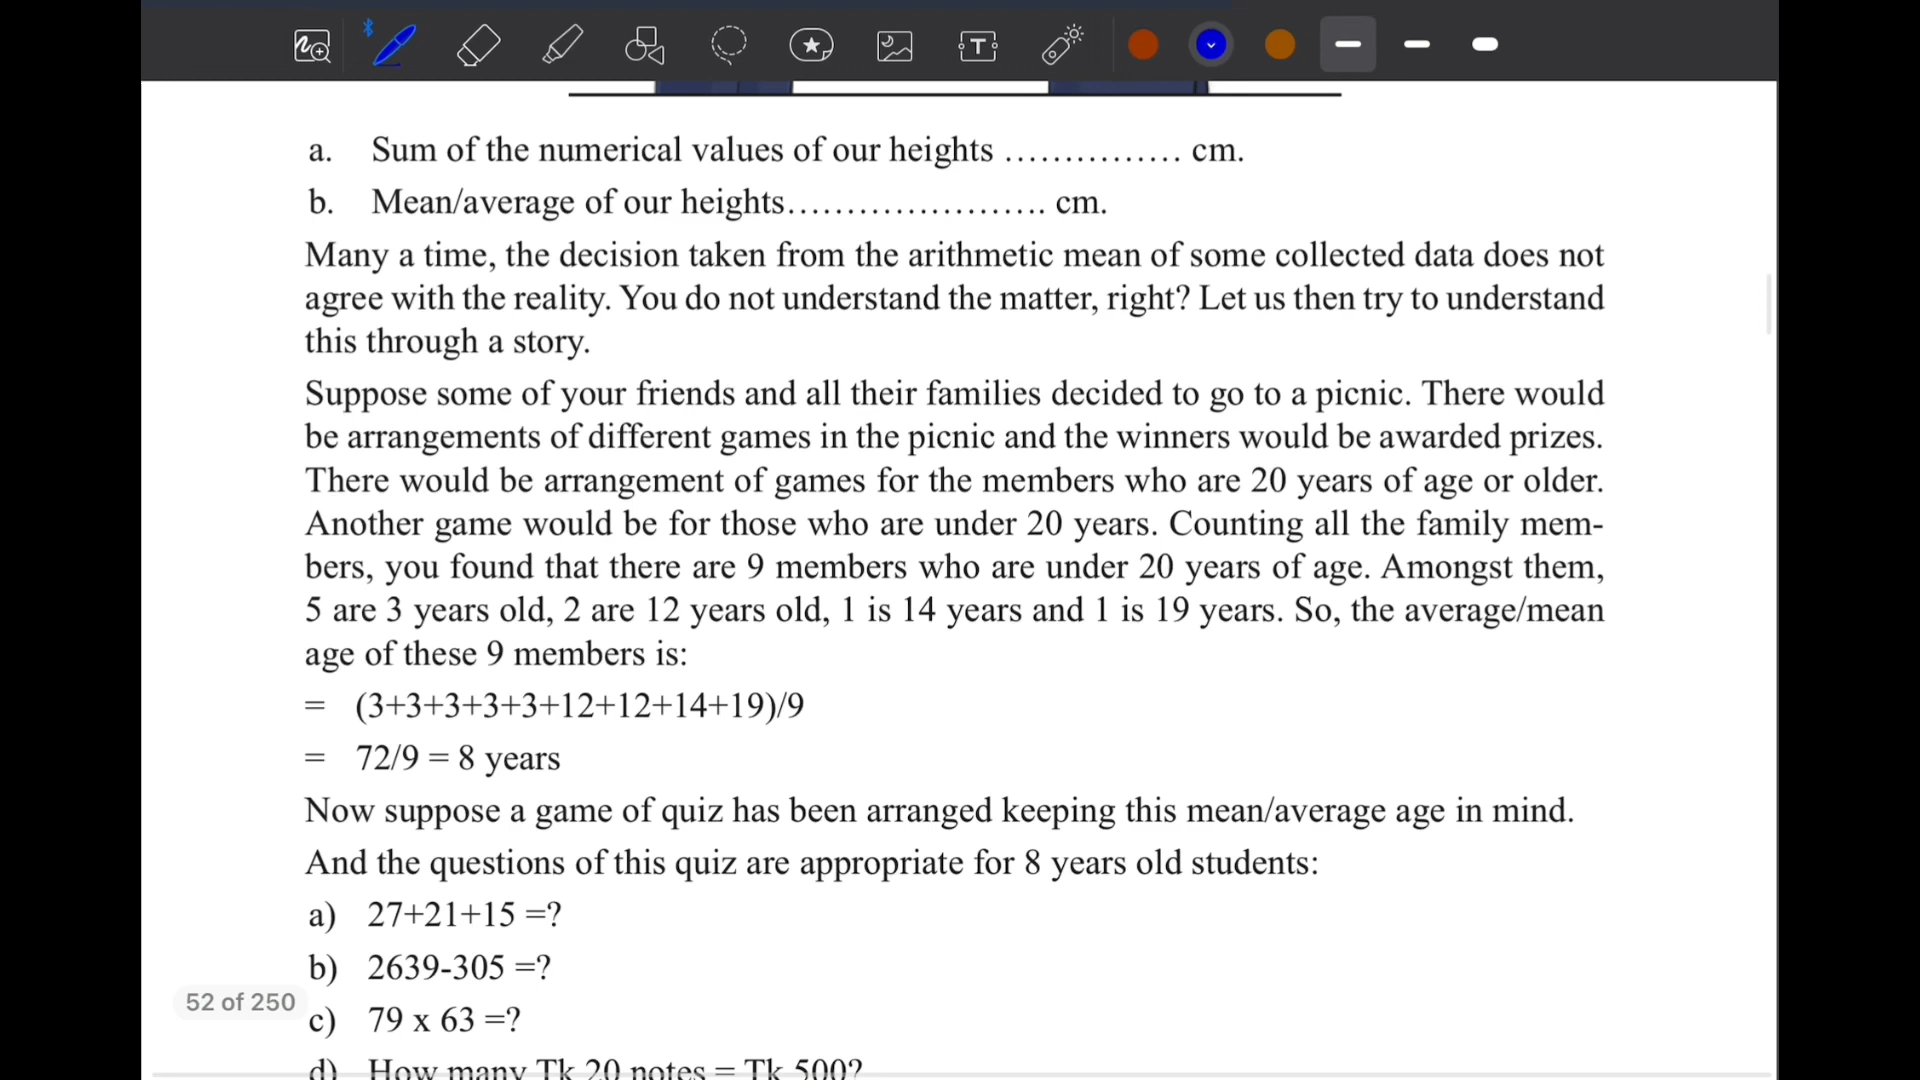 T
a. Sum of the numerical values of our heights …………… cm.
b. Mean/average of our heights…………………. cm.
Many a time, the decision taken from the arithmetic mean of some collected data does not
agree with the reality. You do not understand the matter, right? Let us then try to understand
this through a story.
Suppose some of your friends and all their families decided to go to a picnic. There would
be arrangements of different games in the picnic and the winners would be awarded prizes.
There would be arrangement of games for the members who are 20 years of age or older.
Another game would be for those who are under 20 years. Counting all the family mem-
bers, you found that there are 9 members who are under 20 years of age. Amongst them,
5 are 3 years old, 2 are 12 years old, 1 is 14 years and 1 is 19 years. So, the average/mean
age of these 9 members is:
= (3+3+3+3+3+12+12+14+19)/9
= 72/9 = 8 years
Now suppose a game of quiz has been arranged keeping this mean/average age in mind.
And the questions of this quiz are appropriate for 8 years old students:
a) 27+21+15 =?
b) 2639-305 =?
52 of 250
c) 79 x 63 =?
d) How many Tk 20 notes = Tk 500?